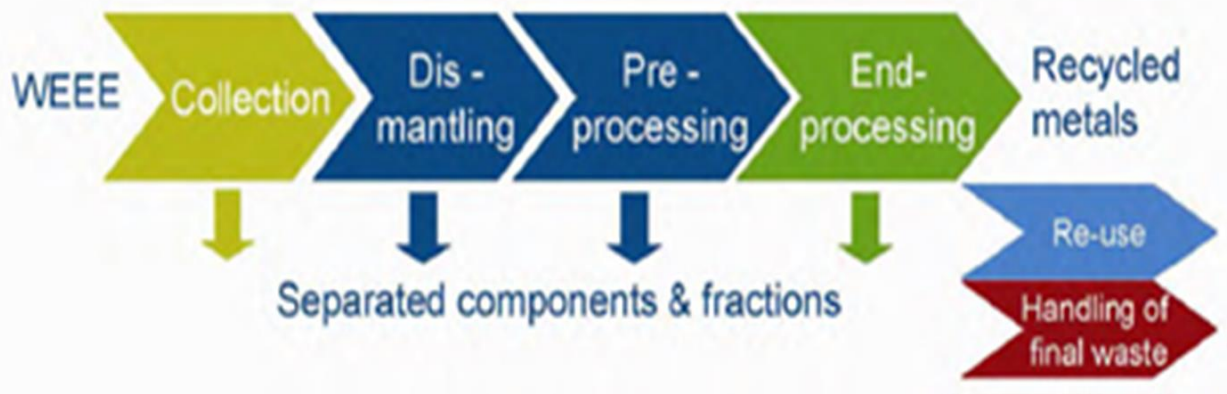 WEEE
Collection
Dis -
mantling
Pre -
processing
End-
processing
Recycled
metals
Re-use
Handling of
final waste
Separated components & fractions